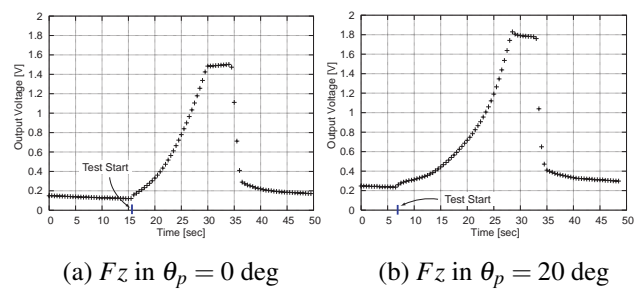 2
1.8
1.6
1.4
1.2
1
0.8
0.6
0.4
0.2
0
Output Voltage [V]
Test Start
0 5 10 15 20 25 30 35 40 45 50
Time [sec]
(a) Fz in θp = 0 deg
2
1.8
1.6
1.4
1.2
1
0.8
0.6
0.4
0.2
0
Output Voltage [V]
Test Start
0 5 10 15 20 25 30 35 40 45 50
Time [sec]
(b) Fz in θp = 20 deg